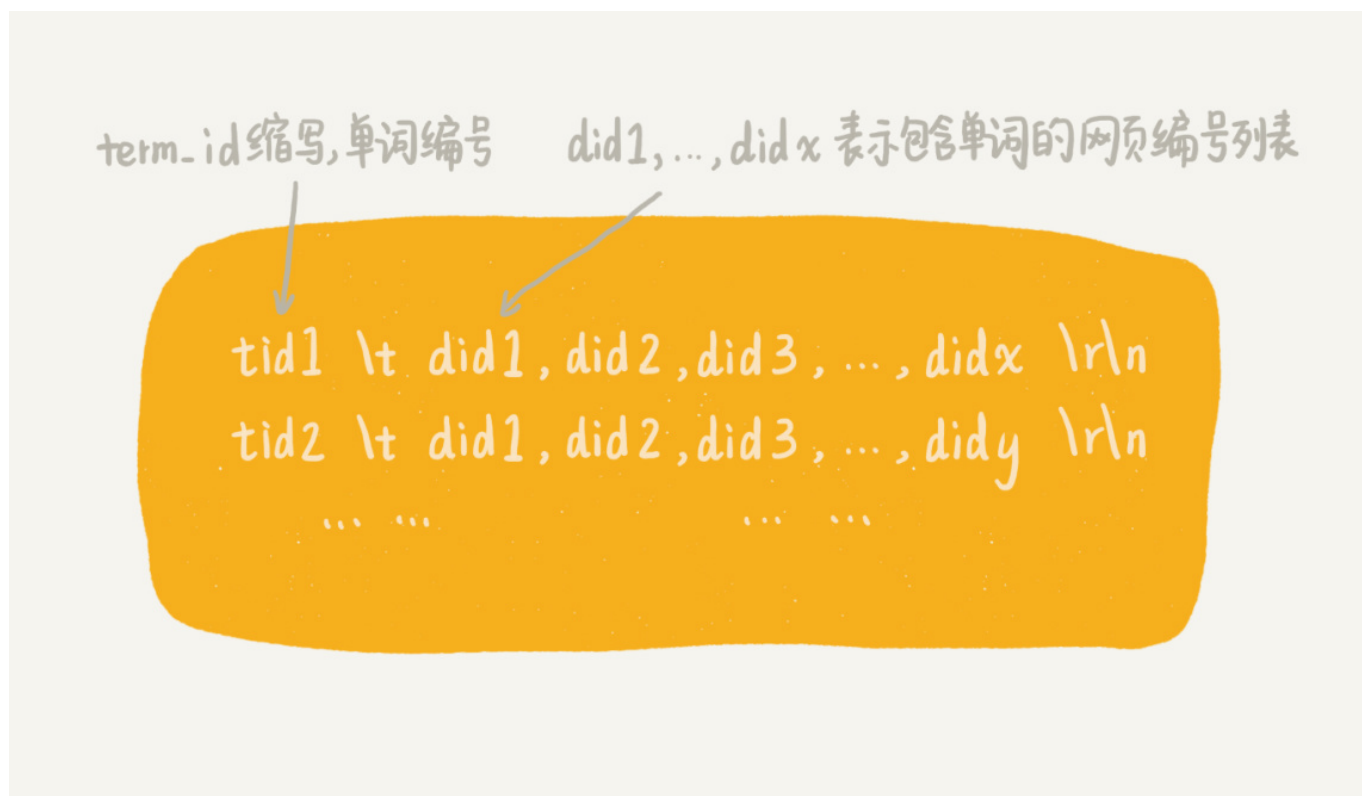 term_id缩写,单词编号
did1,...,didx 表示包含单词的网页编号列表
tid1 \t did1,did2,did3,...,didx \r\n
tid2 \t did1,did2,did3,...,didy \r\n
... ... ... ...